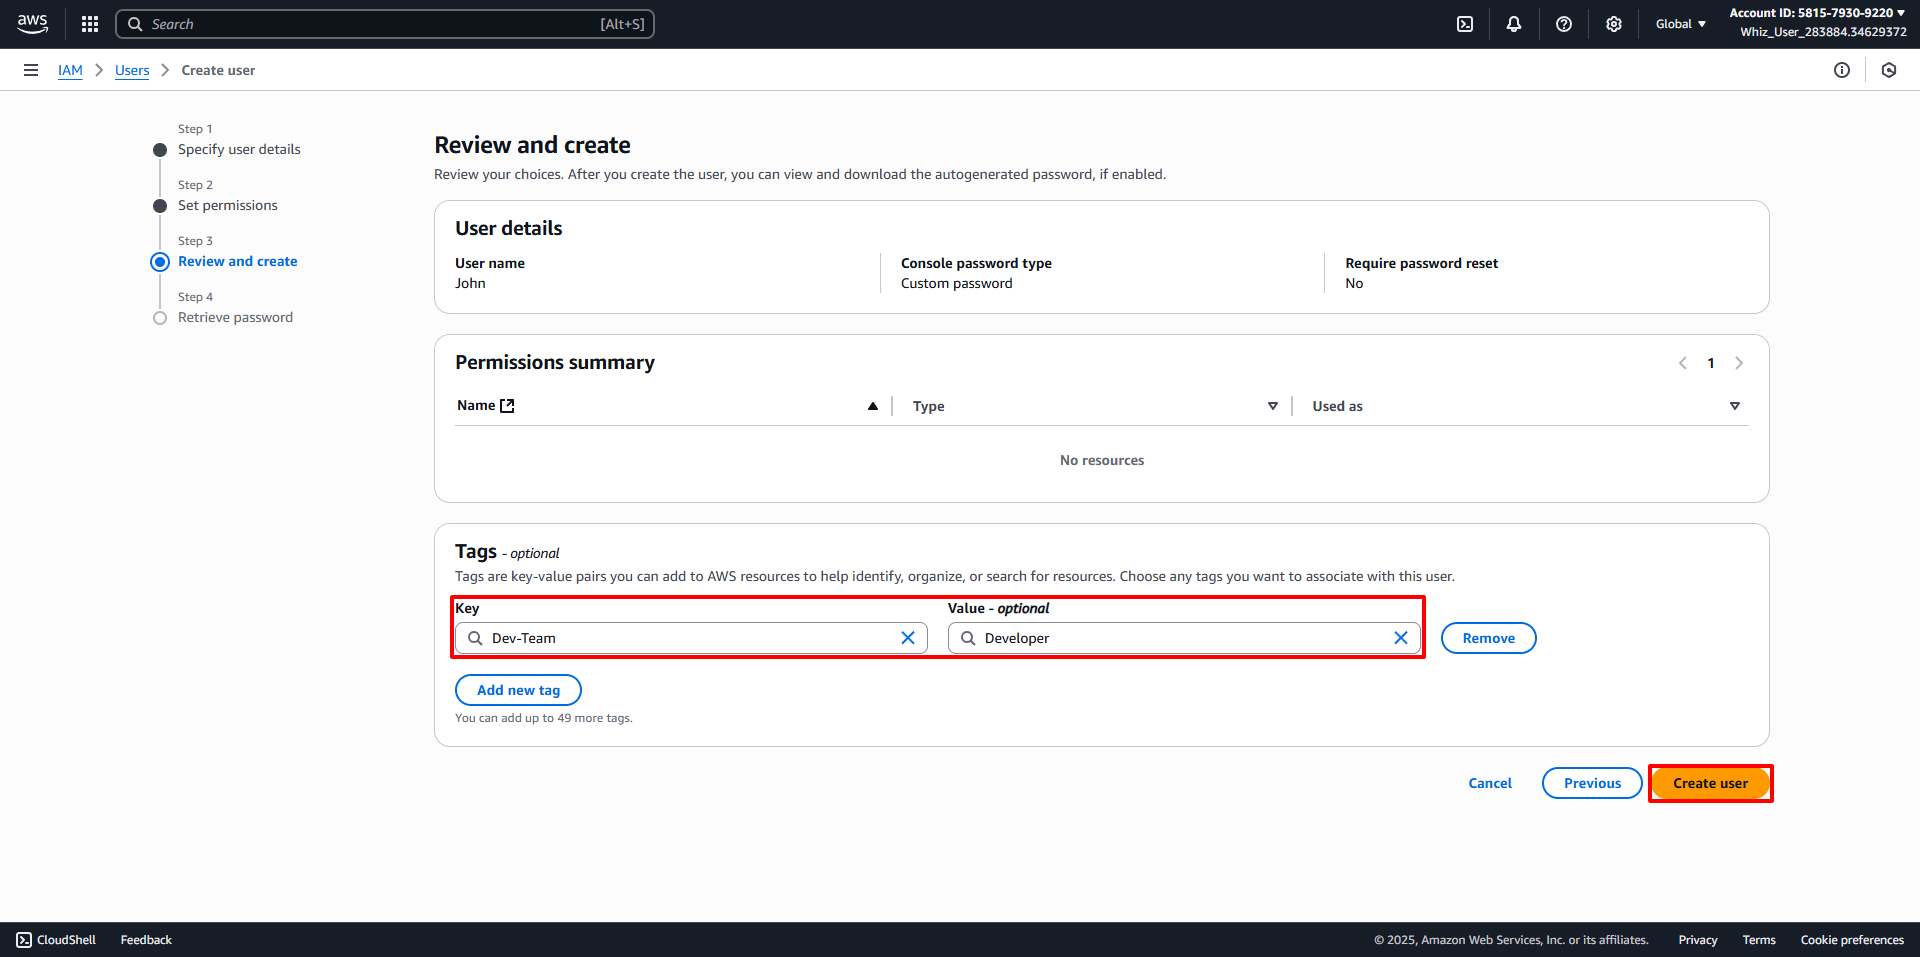 aws
Search [Alt+S]
Global
Account ID: 5815-7930-9220
Whiz_User_283884.34629372
IAM > Users > Create user
Step 1
Specify user details
Step 2
Set permissions
Step 3
Review and create
Step 4
Retrieve password
Review and create
Review your choices. After you create the user, you can view and download the autogenerated password, if enabled.
User details
User name
John
Console password type
Custom password
Require password reset
No
Permissions summary
1
Name Type Used as
No resources
Tags - optional
Tags are key-value pairs you can add to AWS resources to help identify, organize, or search for resources. Choose any tags you want to associate with this user.
Key Value - optional
Dev-Team Developer Remove
Add new tag
You can add up to 49 more tags.
Cancel Previous Create user
CloudShell Feedback © 2025, Amazon Web Services, Inc. or its affiliates. Privacy Terms Cookie preferences